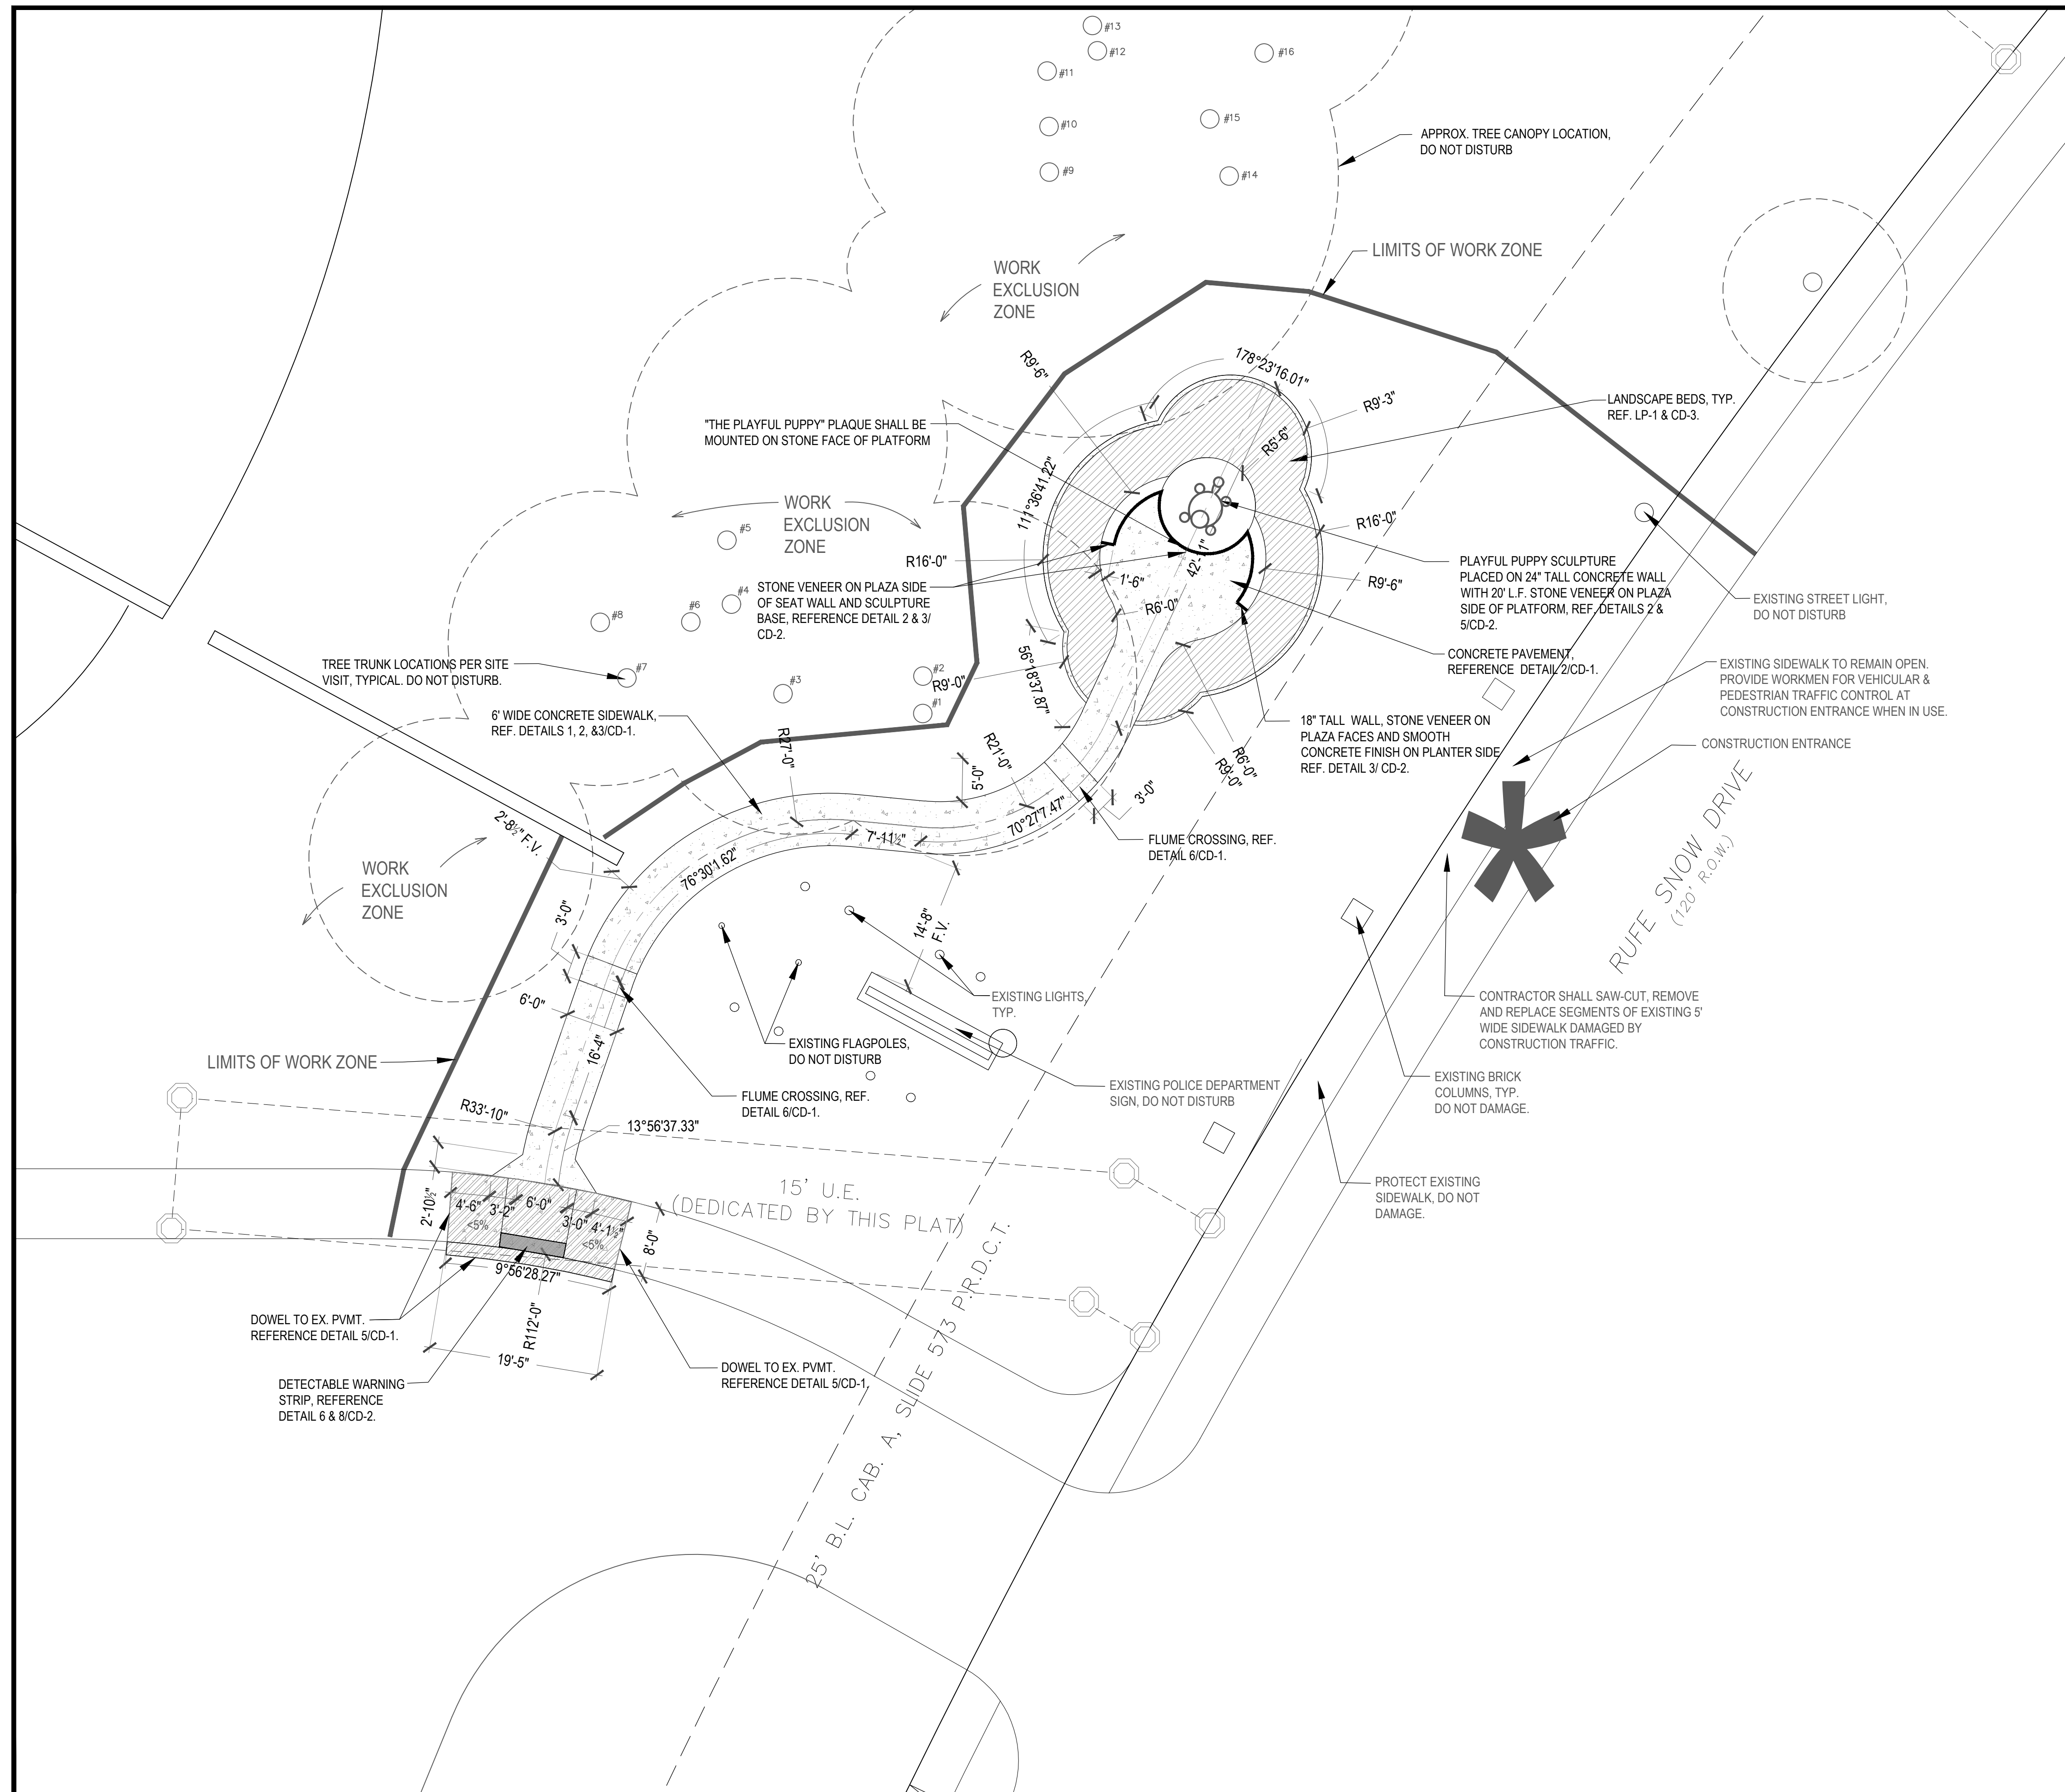 #13
#12
#16
#11
#10
#15
#9
#14
APPROX. TREE CANOPY LOCATION,
DO NOT DISTURB
LIMITS OF WORK ZONE
WORK
EXCLUSION
ZONE
R9'-6"
178°23'16.01"
R9'-3"
LANDSCAPE BEDS, TYP.
REF. LP-1 & CD-3.
"THE PLAYFUL PUPPY" PLAQUE SHALL BE
MOUNTED ON STONE FACE OF PLATFORM
R5'-6"
111°36'41.22"
WORK
EXCLUSION
ZONE
#5
R16'-0"
R16'-0"
42'-11"
PLAYFUL PUPPY SCULPTURE
PLACED ON 24" TALL CONCRETE WALL
WITH 20' L.F. STONE VENEER ON PLAZA
SIDE OF PLATFORM, REF. DETAILS 2 &
5/CD-2.
R9'-6"
1'-6"
R6'-0"
STONE VENEER ON PLAZA SIDE
OF SEAT WALL AND SCULPTURE
BASE, REFERENCE DETAIL 2 & 3/
CD-2.
EXISTING STREET LIGHT,
DO NOT DISTURB
#4
#6
#8
TREE TRUNK LOCATIONS PER SITE
VISIT, TYPICAL. DO NOT DISTURB.
#7
#3
#2
#1
R9'-0"
56°18'37.87"
CONCRETE PAVEMENT,
REFERENCE DETAIL 2/CD-1.
EXISTING SIDEWALK TO REMAIN OPEN.
PROVIDE WORKMEN FOR VEHICULAR &
PEDESTRIAN TRAFFIC CONTROL AT
CONSTRUCTION ENTRANCE WHEN IN USE.
6' WIDE CONCRETE SIDEWALK,
REF. DETAILS 1, 2, &3/CD-1.
18" TALL WALL, STONE VENEER ON
PLAZA FACES AND SMOOTH
CONCRETE FINISH ON PLANTER SIDE
REF. DETAIL 3/ CD-2.
CONSTRUCTION ENTRANCE
R27'-0"
R21'-0"
5'-0"
R6'-0"
R9'-0"
3'-0"
70°27'7.47"
7'-11½"
2'-8½" F.V.
FLUME CROSSING, REF.
DETAIL 6/CD-1.
76°30'1.62"
WORK
EXCLUSION
ZONE
3'-0"
14'-8"
F.V.
RUFE SNOW DRIVE
(120' R.O.W.)
6'-0"
EXISTING LIGHTS,
TYP.
CONTRACTOR SHALL SAW-CUT, REMOVE
AND REPLACE SEGMENTS OF EXISTING 5'
WIDE SIDEWALK DAMAGED BY
CONSTRUCTION TRAFFIC.
16'-4"
EXISTING FLAGPOLES,
DO NOT DISTURB
LIMITS OF WORK ZONE
EXISTING BRICK
COLUMNS, TYP.
DO NOT DAMAGE.
EXISTING POLICE DEPARTMENT
SIGN, DO NOT DISTURB
FLUME CROSSING, REF.
DETAIL 6/CD-1.
R33'-10"
13°56'37.33"
15' U.E.
(DEDICATED BY THIS PLAT)
PROTECT EXISTING
SIDEWALK, DO NOT
DAMAGE.
2'-10½"
4'-6"
3'-2"
6'-0"
3'-0"
4'-1½"
<5%
<5%
8'-0"
9°56'28.27"
R112'-0"
19'-5"
DOWEL TO EX. PVMT.
REFERENCE DETAIL 5/CD-1.
DOWEL TO EX. PVMT.
REFERENCE DETAIL 5/CD-1.
DETECTABLE WARNING
STRIP, REFERENCE
DETAIL 6 & 8/CD-2.
25' B.L. CAB. A, SLIDE 573 P.R.D.C.T.